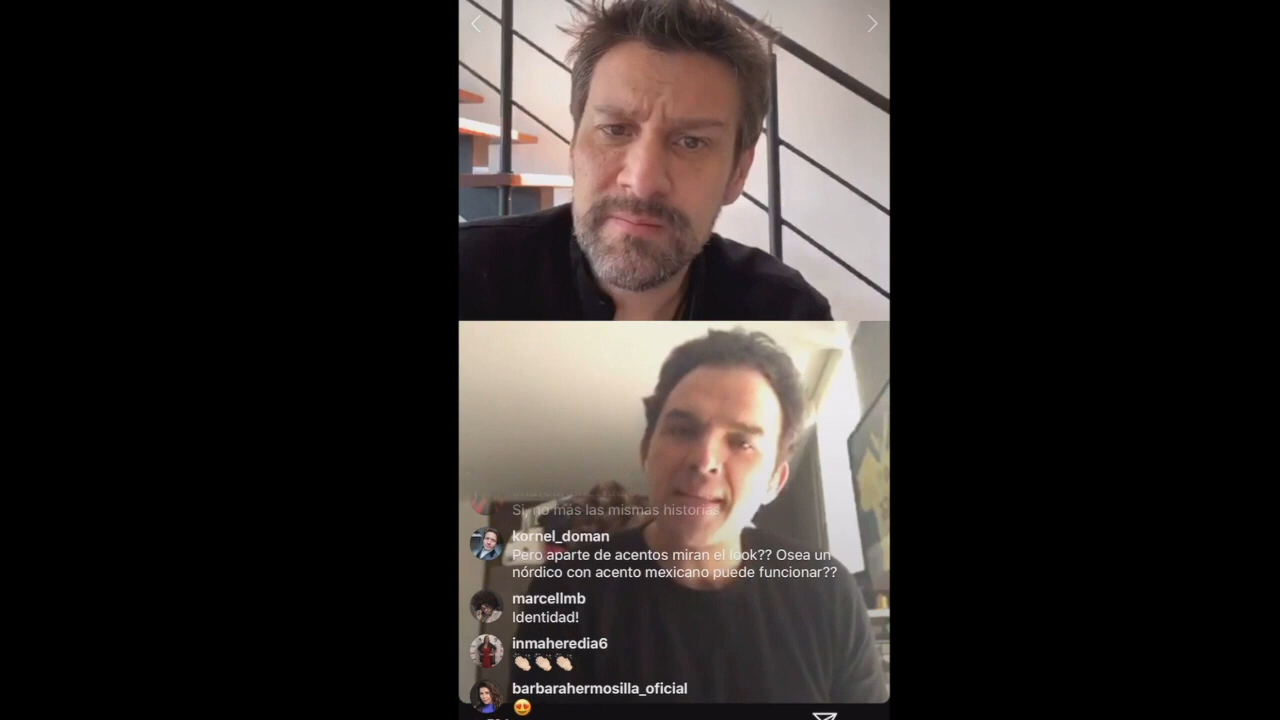 Si, no más las mismas historias
kornel_doman
Pero aparte de acentos miran el look?? Osea un
nórdico con acento mexicano puede funcionar??
marcellmb
Identidad!
inmaheredia6
👏🏻👏🏻👏🏻
barbarahermosilla_oficial
😍